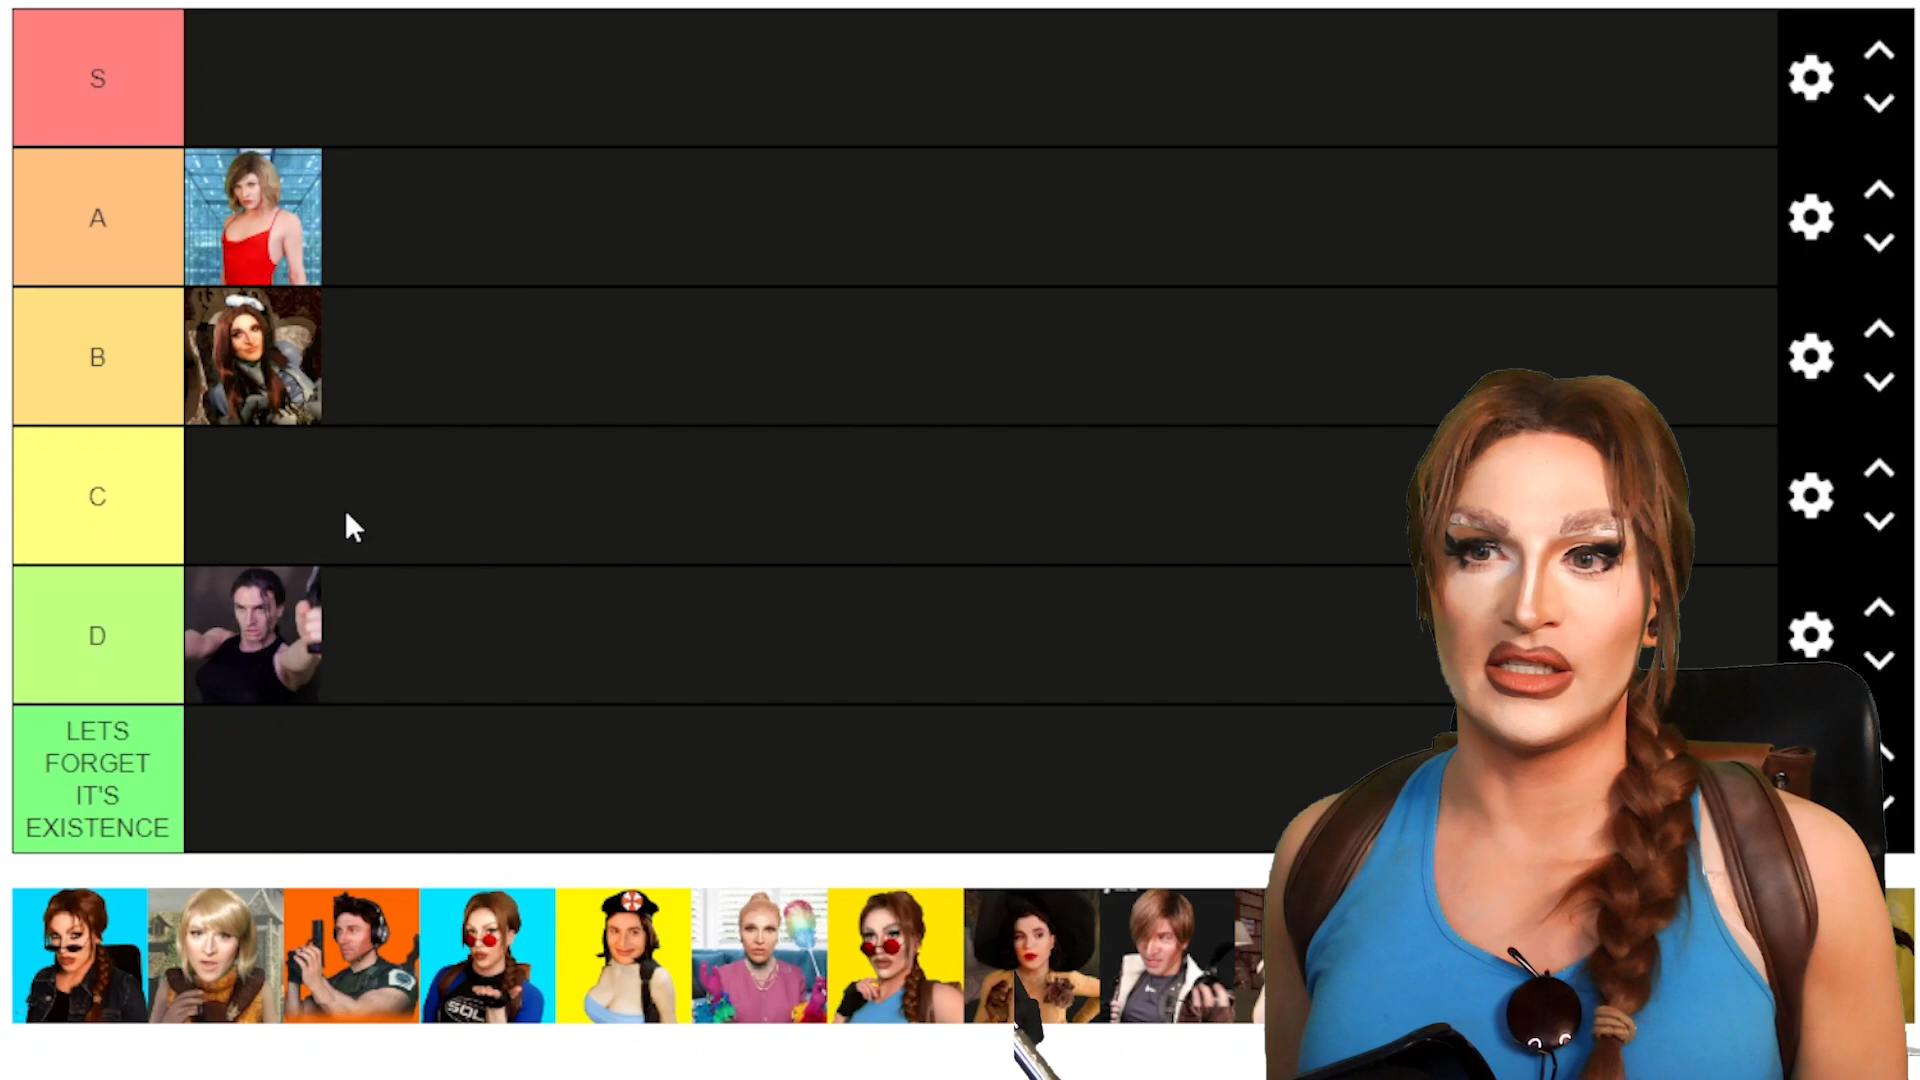 S
A
B
C
D
LETS
FORGET
IT'S
EXISTENCE
SOL